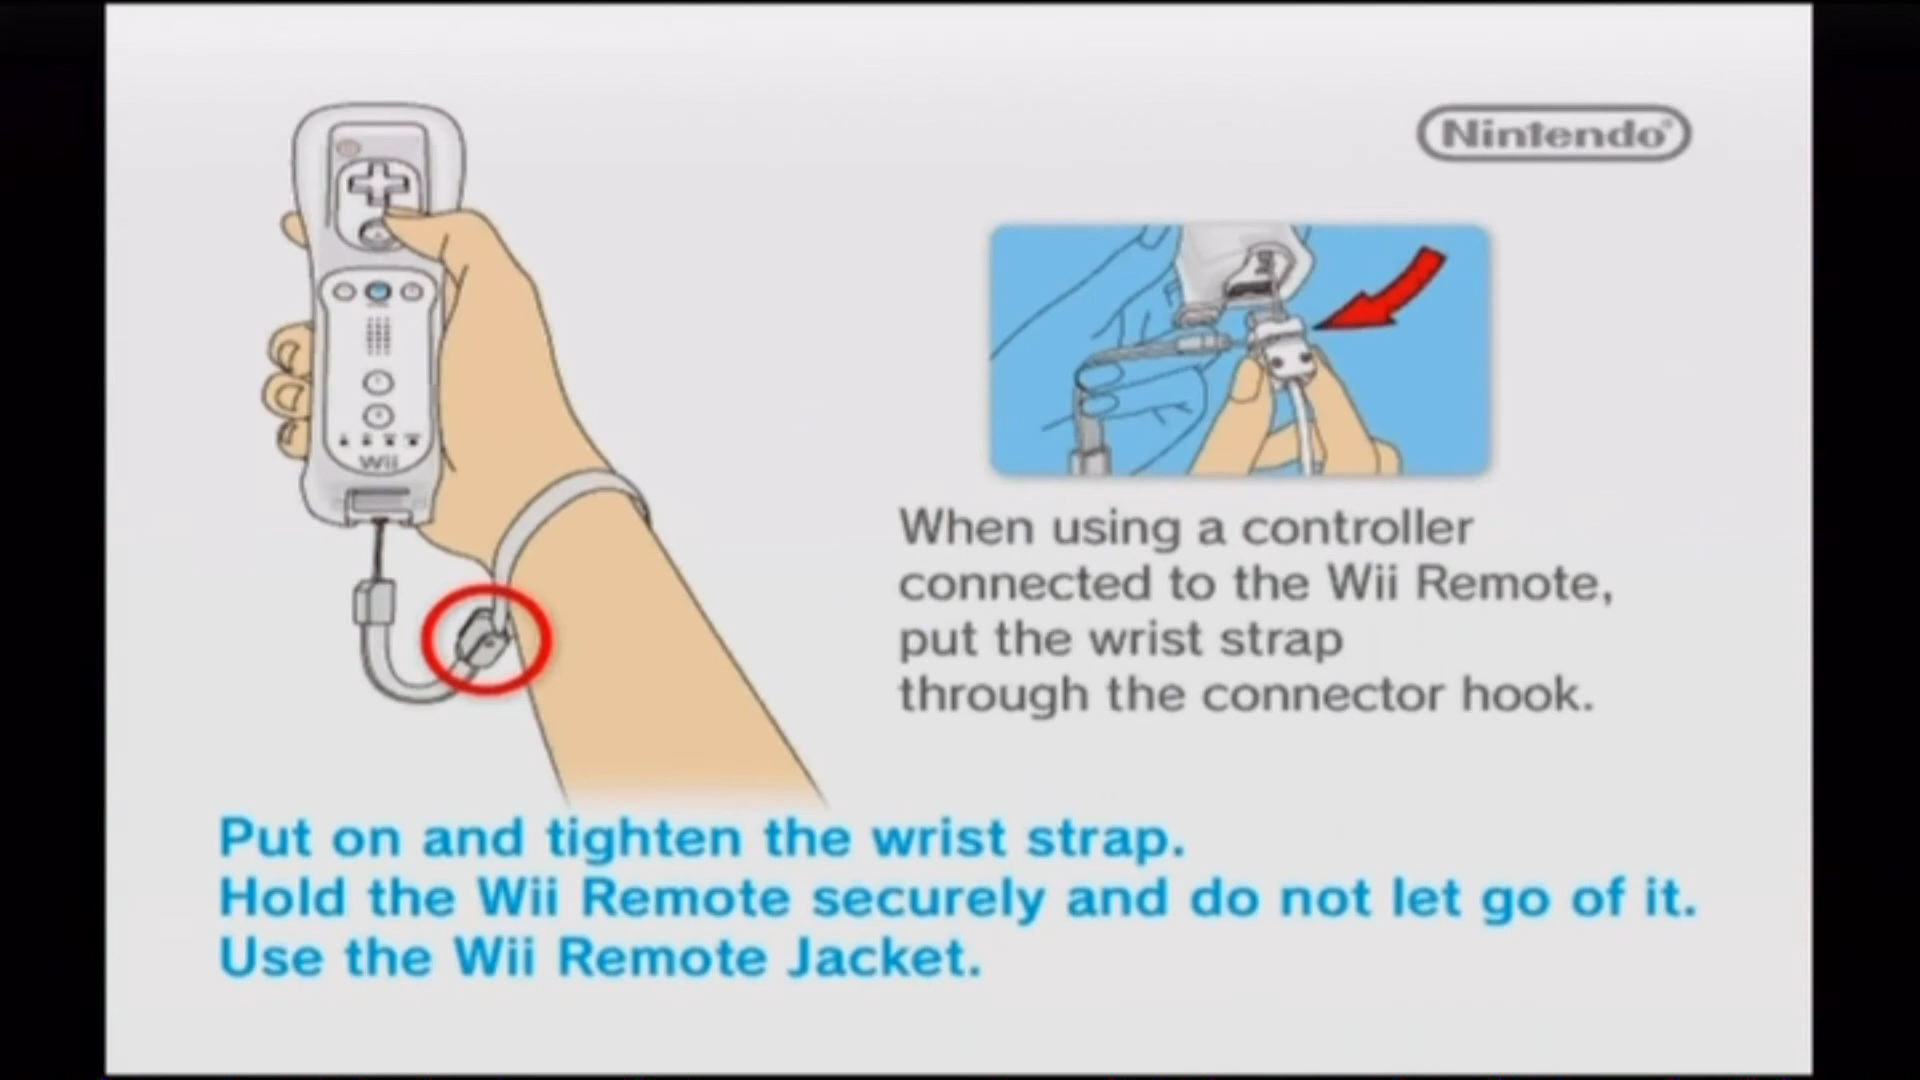 Nintendo®
When using a controller
connected to the Wii Remote,
put the wrist strap
through the connector hook.
Wii
Put on and tighten the wrist strap.
Hold the Wii Remote securely and do not let go of it.
Use the Wii Remote Jacket.